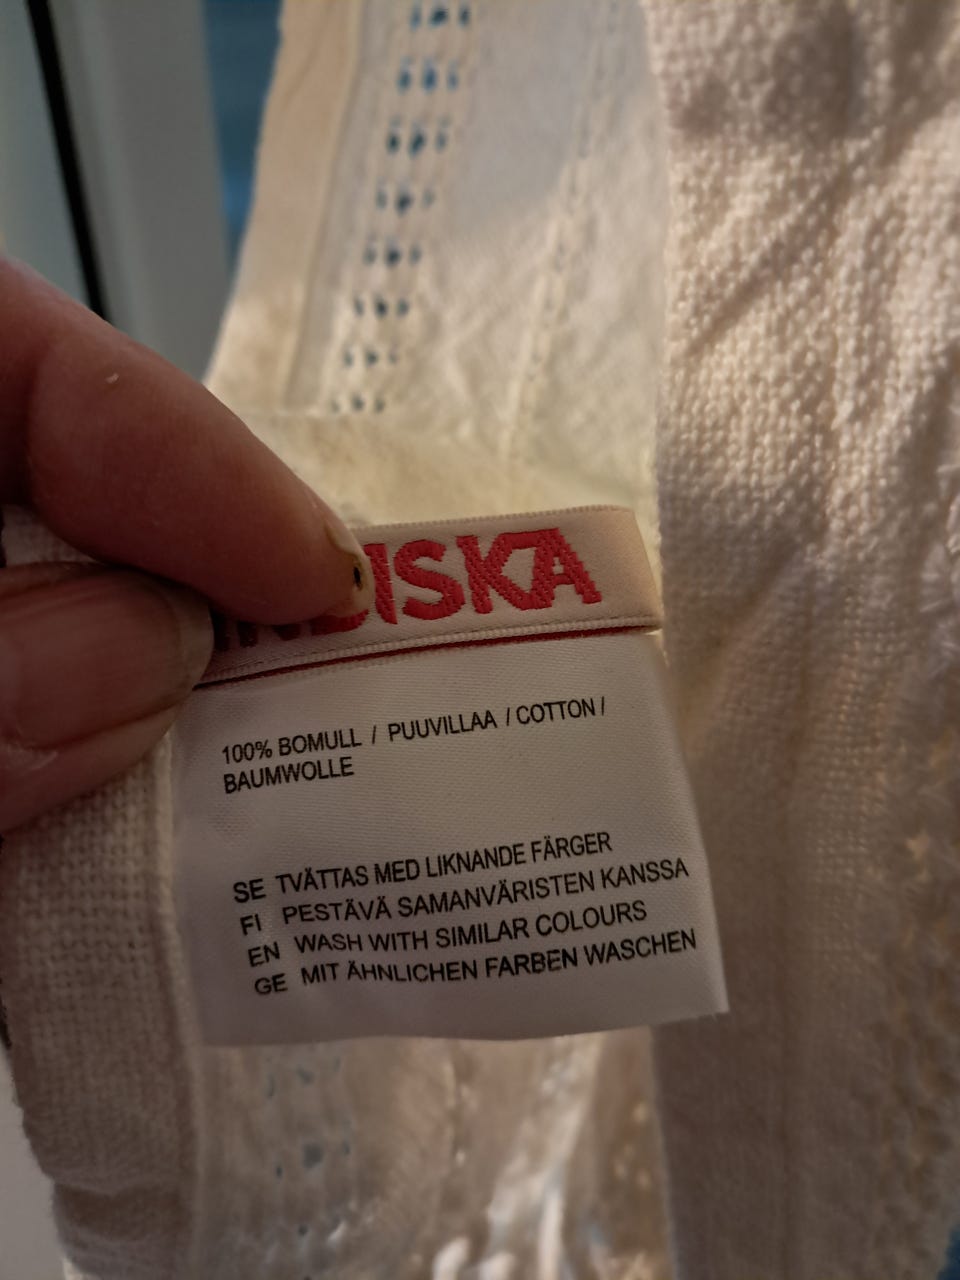 INDISKA
100% BOMULL / PUUVILLAA / COTTON /
BAUMWOLLE
SE TVÄTTAS MED LIKNANDE FÄRGER
FI PESTÄVÄ SAMANVÄRISTEN KANSSA
EN WASH WITH SIMILAR COLOURS
GE MIT ÄHNLICHEN FARBEN WASCHEN